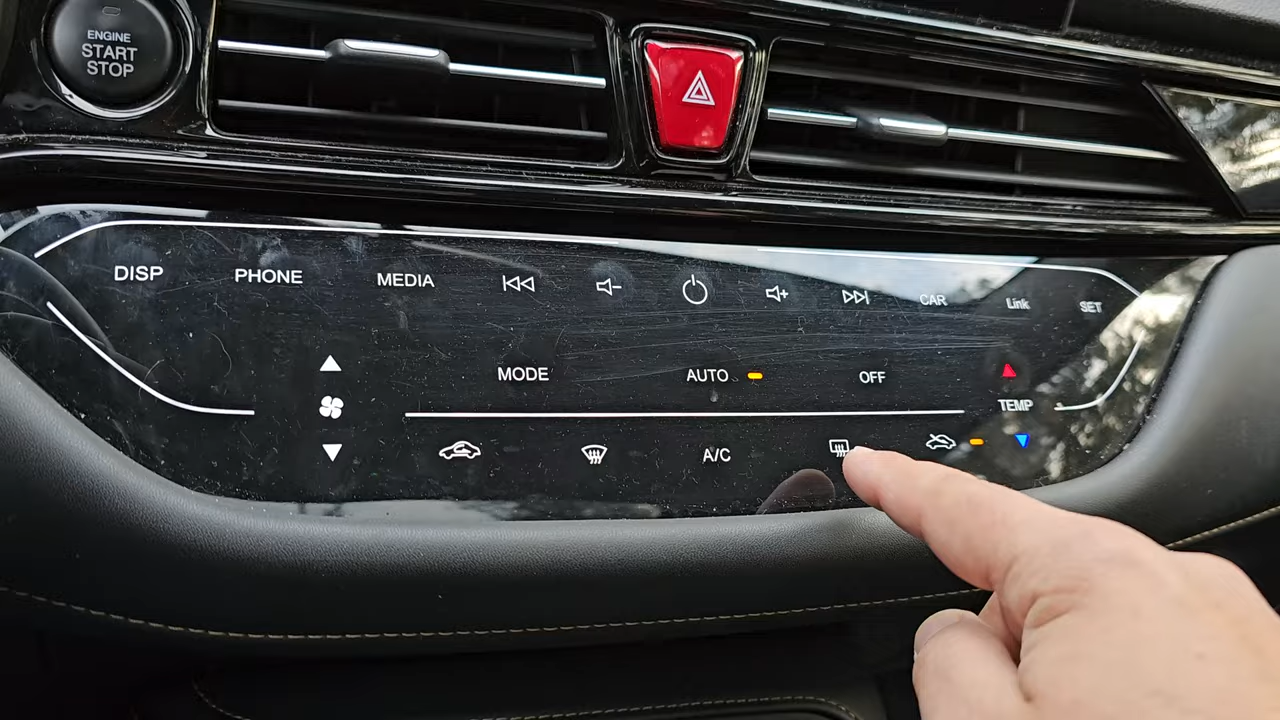 ENGINE
START
STOP
DISP PHONE MEDIA CAR Link SET
MODE AUTO OFF
TEMP
A/C